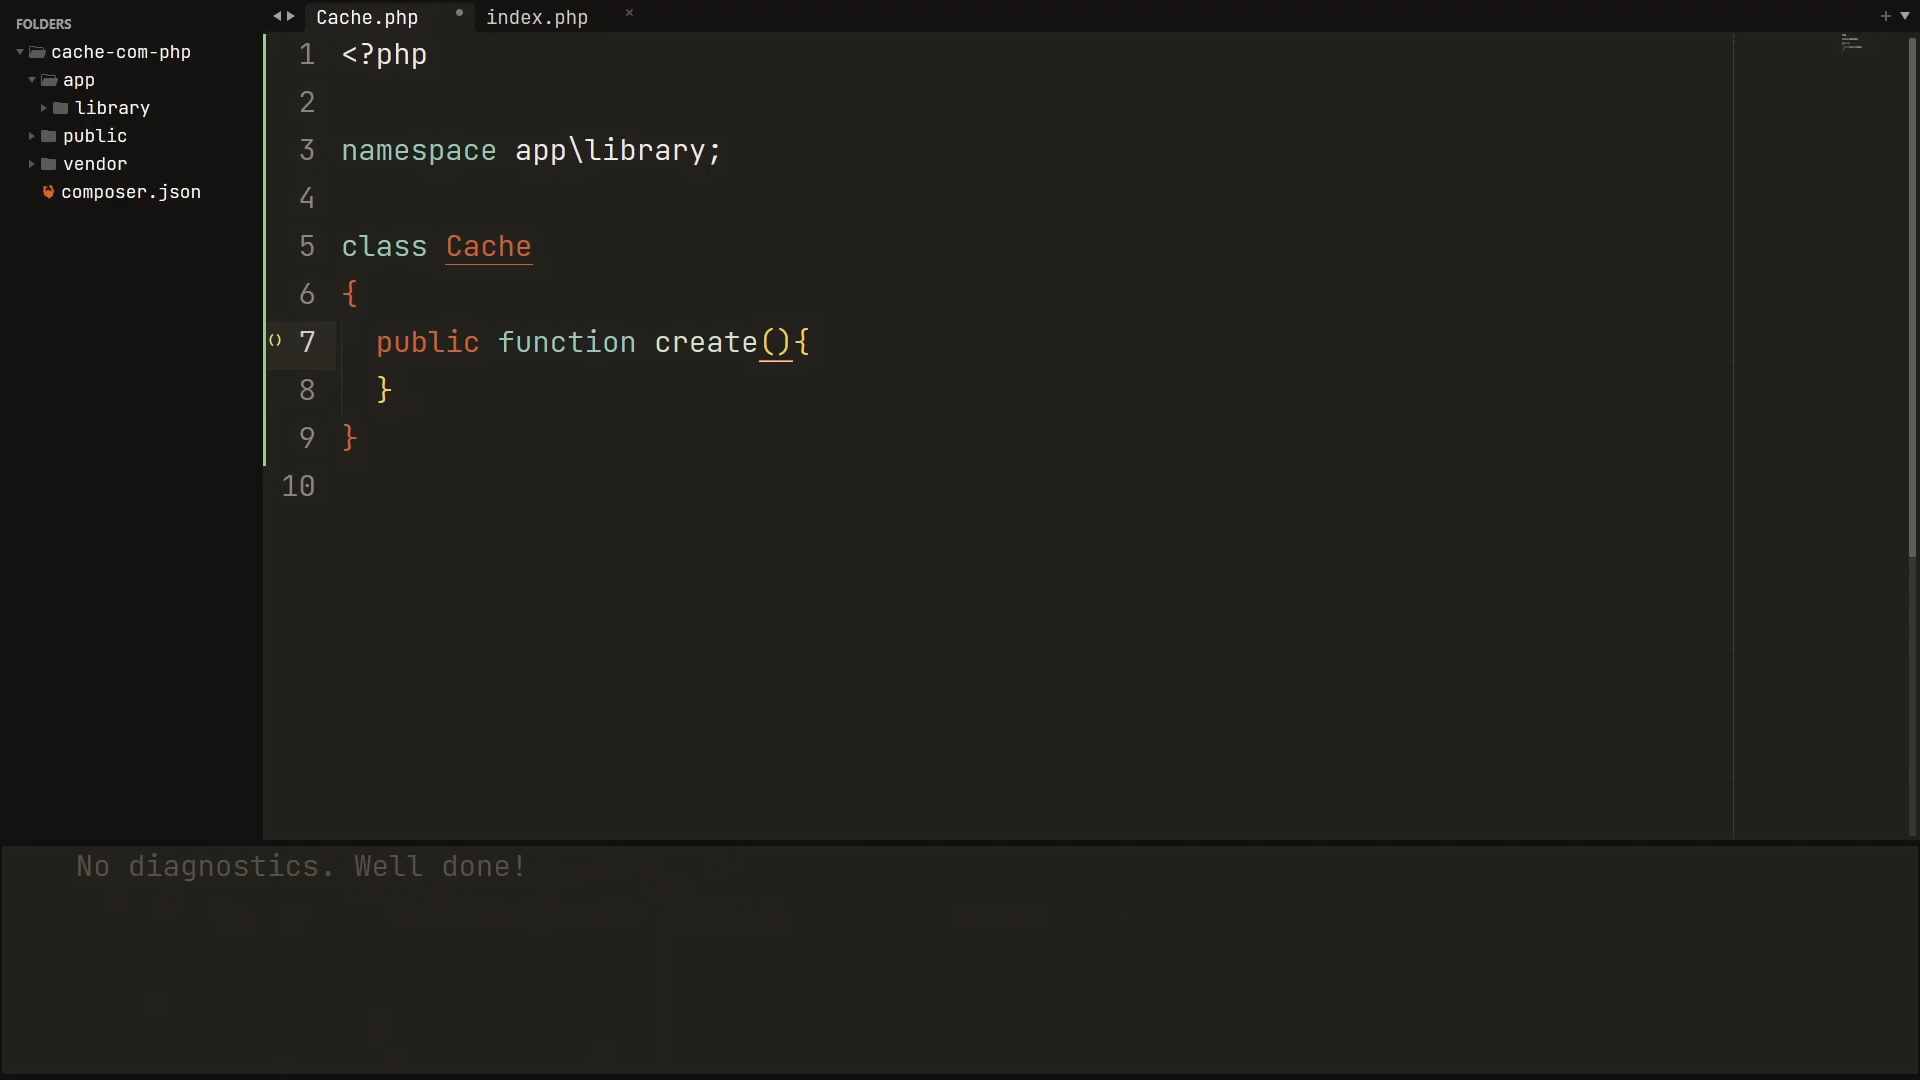 FOLDERS
cache-com-php
app
library
public
vendor
composer.json
Cache.php
index.php
1 <?php
2
3 namespace app\library;
4
5 class Cache
6 {
() 7 public function create(){
8 }
9 }
10
No diagnostics. Well done!